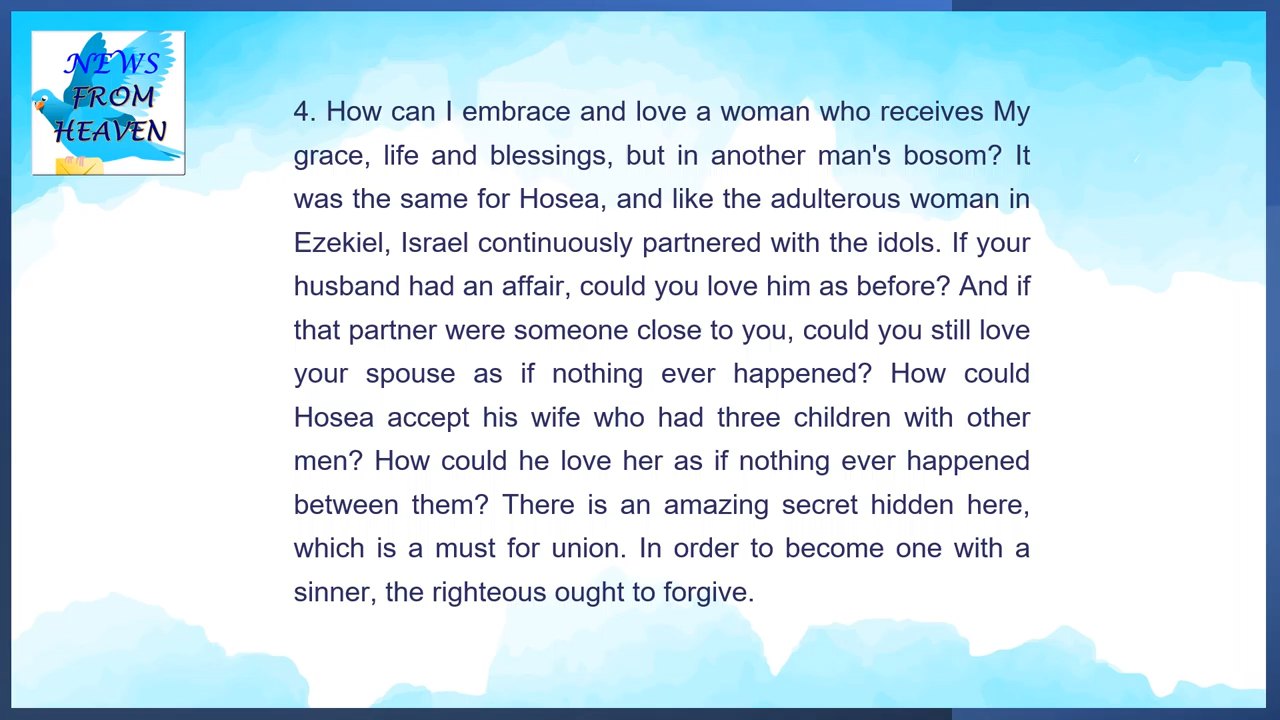 NEWS
FROM
HEAVEN
4. How can I embrace and love a woman who receives My
grace, life and blessings, but in another man's bosom? It
was the same for Hosea, and like the adulterous woman in
Ezekiel, Israel continuously partnered with the idols. If your
husband had an affair, could you love him as before? And if
that partner were someone close to you, could you still love
your spouse as if nothing ever happened? How could
Hosea accept his wife who had three children with other
men? How could he love her as if nothing ever happened
between them? There is an amazing secret hidden here,
which is a must for union. In order to become one with a
sinner, the righteous ought to forgive.